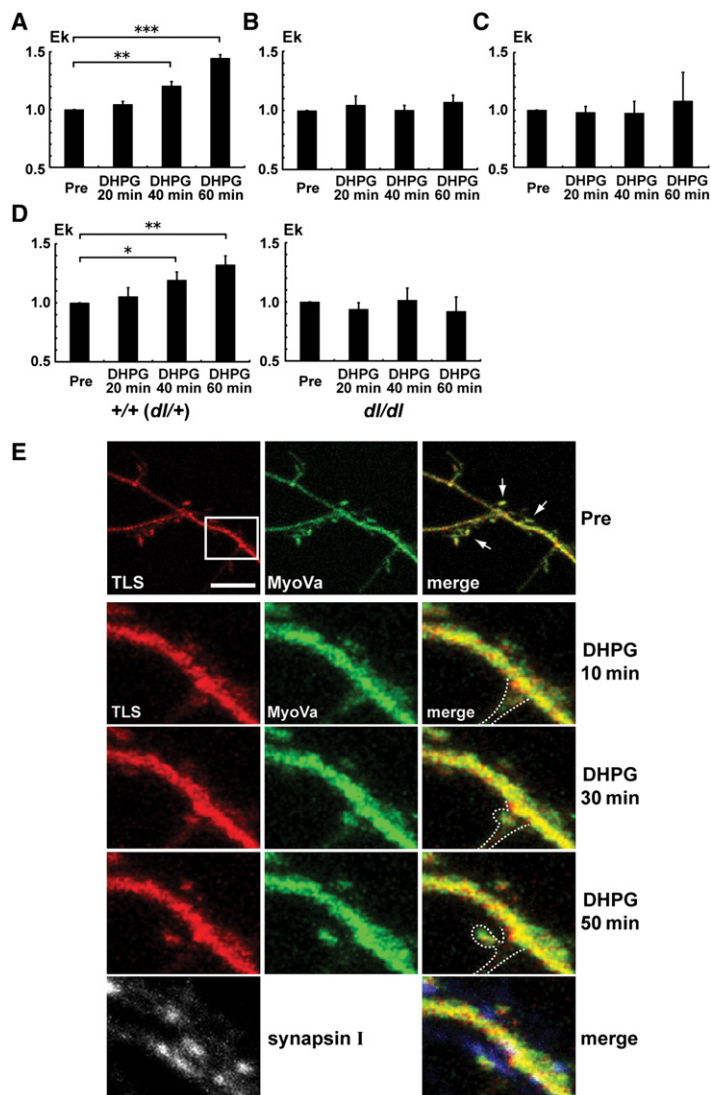 A
Ek
***
**
1.5
1.0
0.5
Pre
DHPG
20 min
DHPG
40 min
DHPG
60 min
B
Ek
1.5
1.0
0.5
Pre
DHPG
20 min
DHPG
40 min
DHPG
60 min
C
Ek
1.5
1.0
0.5
Pre
DHPG
20 min
DHPG
40 min
DHPG
60 min
D
Ek
**
*
1.5
1.0
0.5
Pre
DHPG
20 min
DHPG
40 min
DHPG
60 min
+/+ (dl/+)
Ek
1.5
1.0
0.5
Pre
DHPG
20 min
DHPG
40 min
DHPG
60 min
dl/dl
E
TLS
MyoVa
merge
Pre
TLS
MyoVa
merge
DHPG
10 min
DHPG
30 min
DHPG
50 min
synapsin I
merge